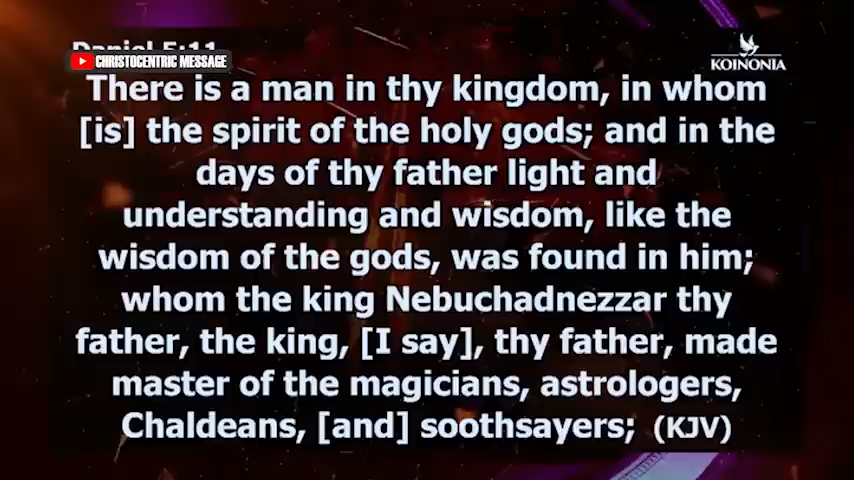 Daniel 5:11
CHRISTOCENTRIC MESSAGE
KOINONIA
There is a man in thy kingdom, in whom
[is] the spirit of the holy gods; and in the
days of thy father light and
understanding and wisdom, like the
wisdom of the gods, was found in him;
whom the king Nebuchadnezzar thy
father, the king, [I say], thy father, made
master of the magicians, astrologers,
Chaldeans, [and] soothsayers; (KJV)